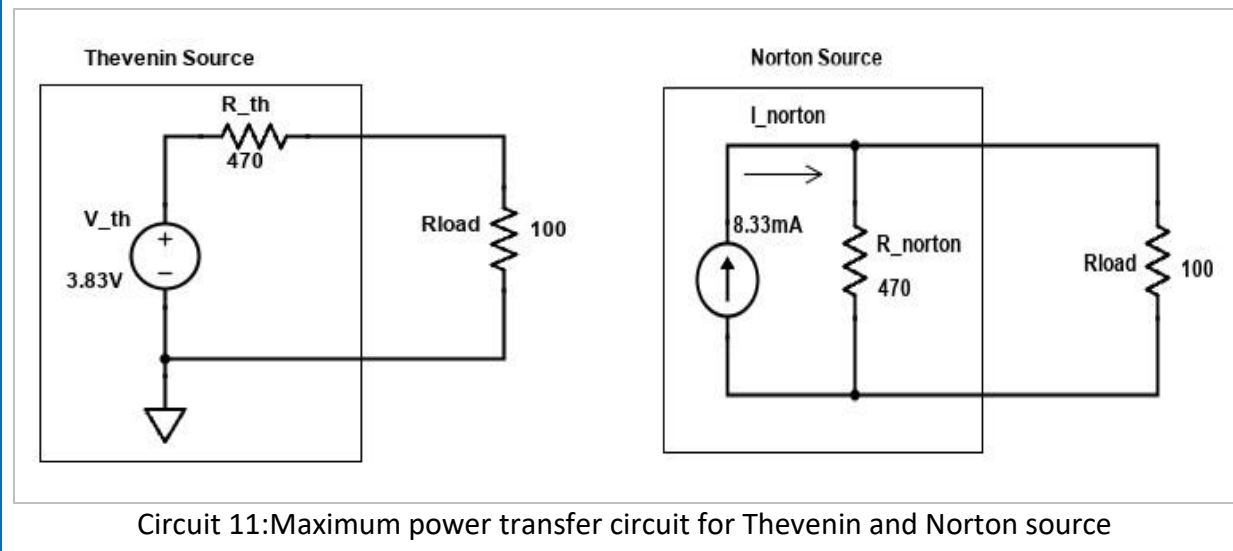 Thevenin Source
R_th
470
V_th
+
−
3.83V
Rload
100
Norton Source
I_norton
8.33mA
R_norton
470
Rload
100
Circuit 11:Maximum power transfer circuit for Thevenin and Norton source